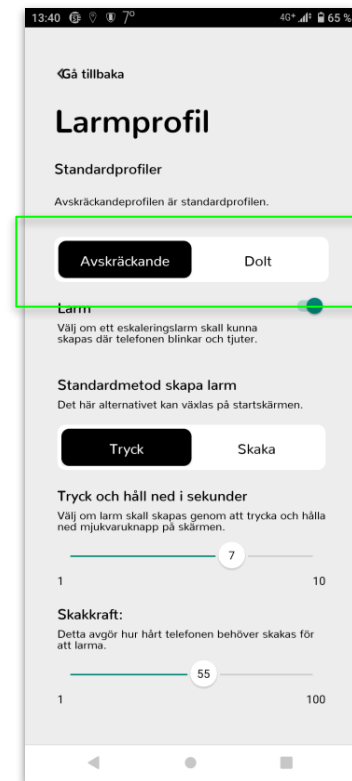 13:40 7° 4G+ 65 %
Gå tillbaka
Larmprofil
Standardprofiler
Avskräckandeprofilen är standardprofilen.
Avskräckande Dolt
Larm
Välj om ett eskaleringslarm skall kunna
skapas där telefonen blinkar och tjuter.
Standardmetod skapa larm
Det här alternativet kan växlas på startskärmen.
Tryck Skaka
Tryck och håll ned i sekunder
Välj om larm skall skapas genom att trycka och hålla
ned mjukvaruknapp på skärmen.
7
1 10
Skakkraft:
Detta avgör hur hårt telefonen behöver skakas för
att larma.
55
1 100